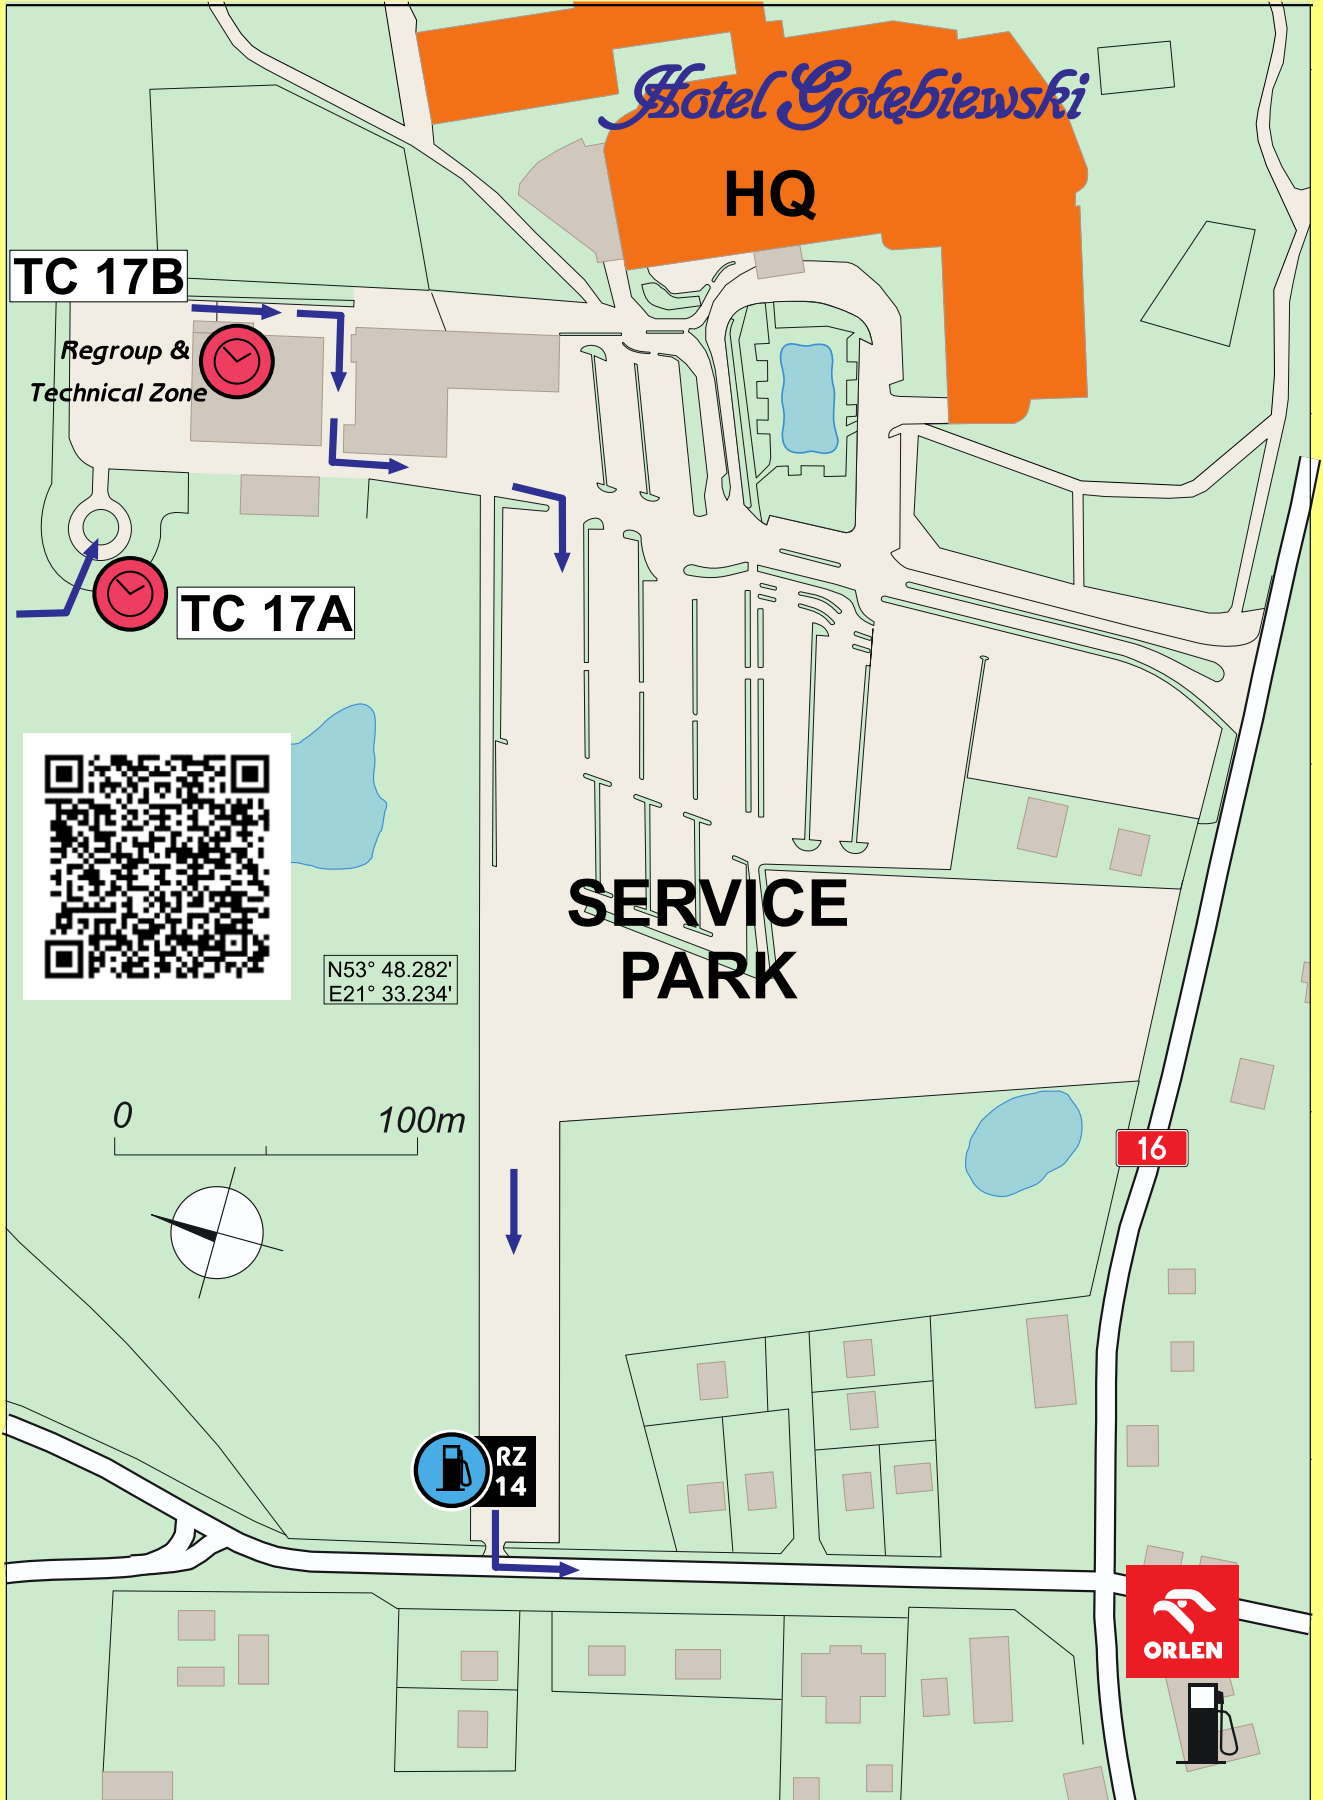 Hotel Gołębiewski
HQ
TC 17B
Regroup &
Technical Zone
TC 17A
SERVICE
PARK
N53° 48.282'
E21° 33.234'
0 100m
16
RZ
14
ORLEN